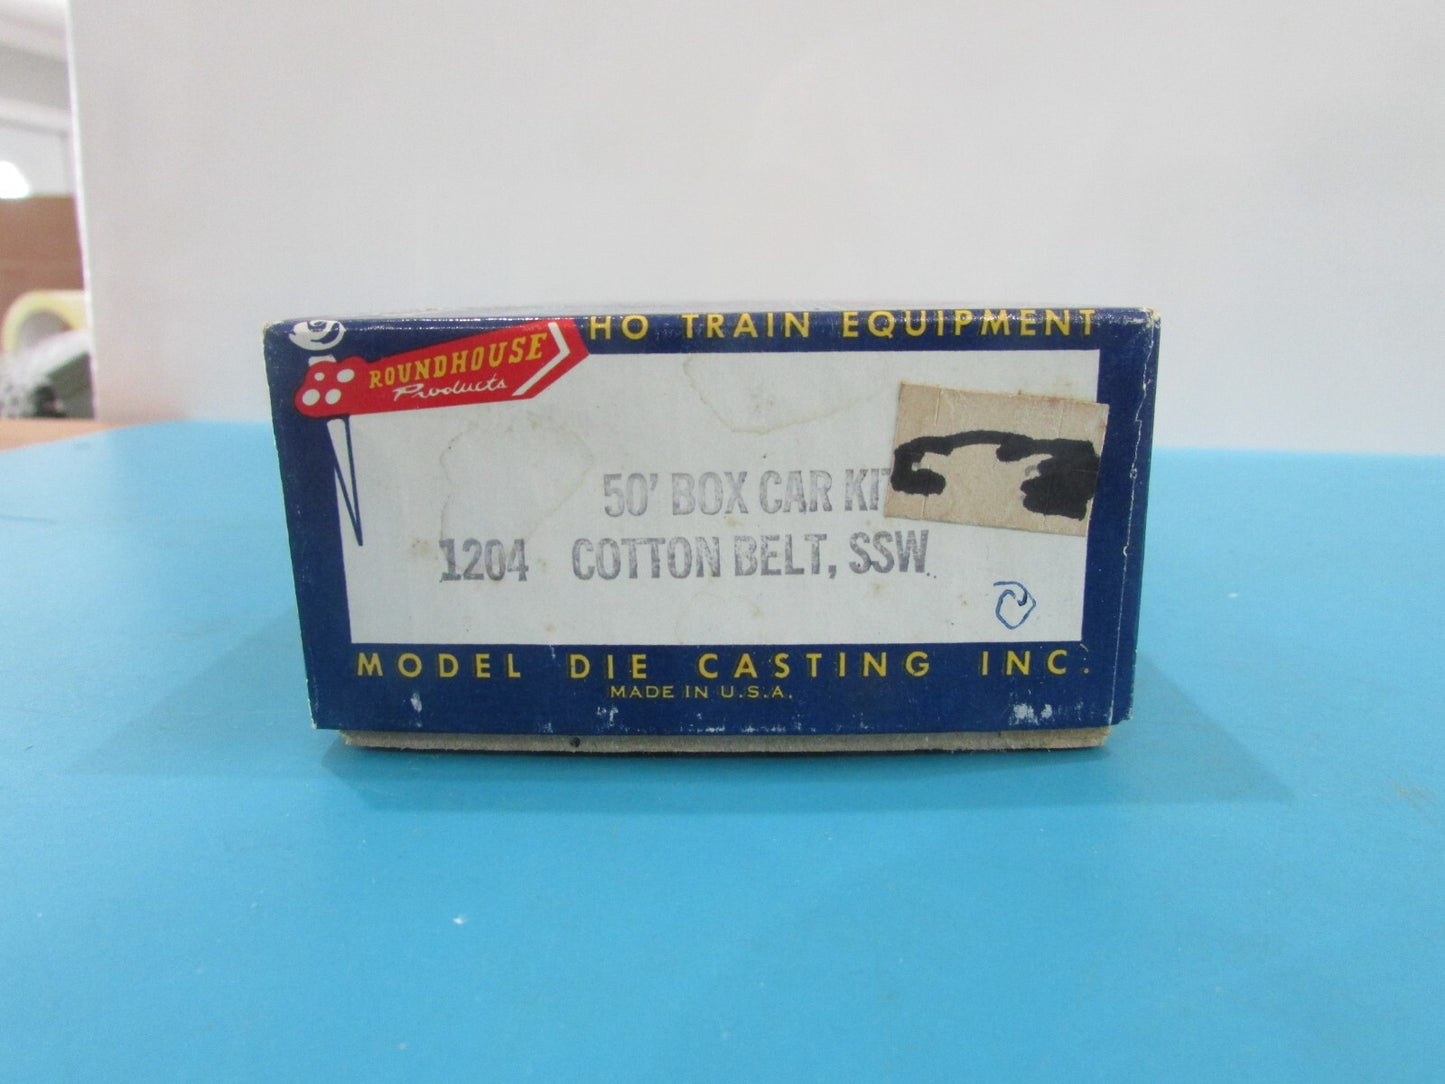 HO TRAIN EQUIPMENT
ROUNDHOUSE
Products
50' BOX CAR KIT
1204 COTTON BELT, SSW
MODEL DIE CASTING INC.
MADE IN U.S.A.